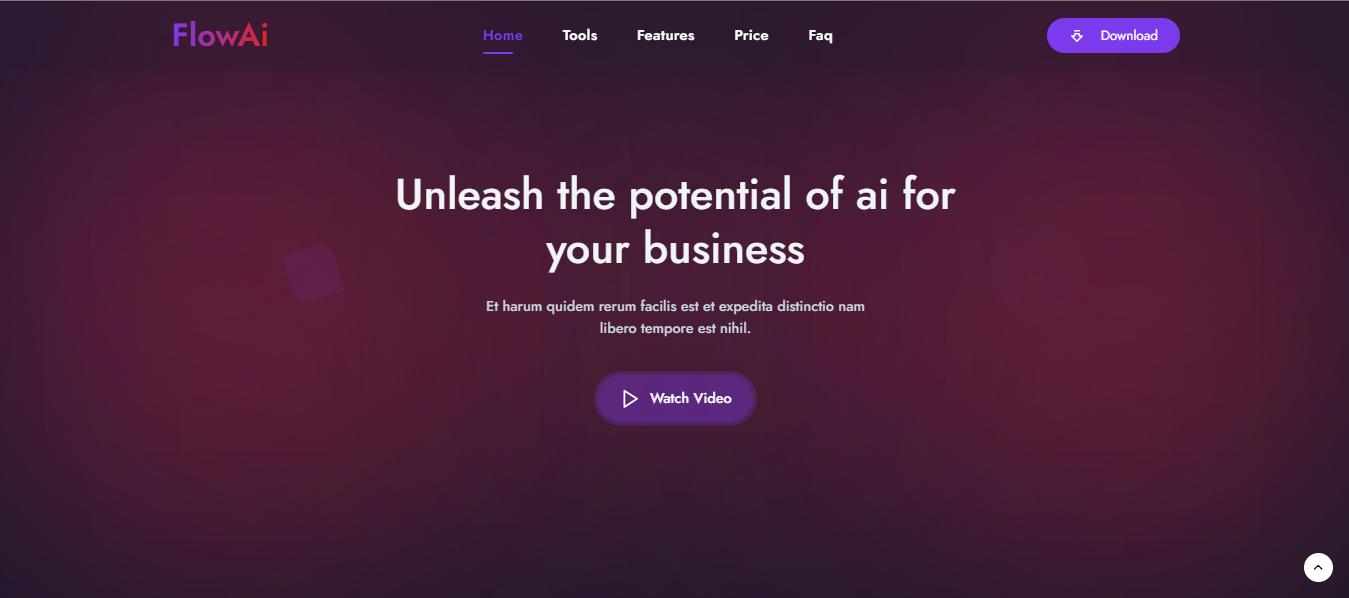 FlowAi
Home
Tools
Features
Price
Faq
Download
Unleash the potential of ai for
your business
Et harum quidem rerum facilis est et expedita distinctio nam
libero tempore est nihil.
Watch Video